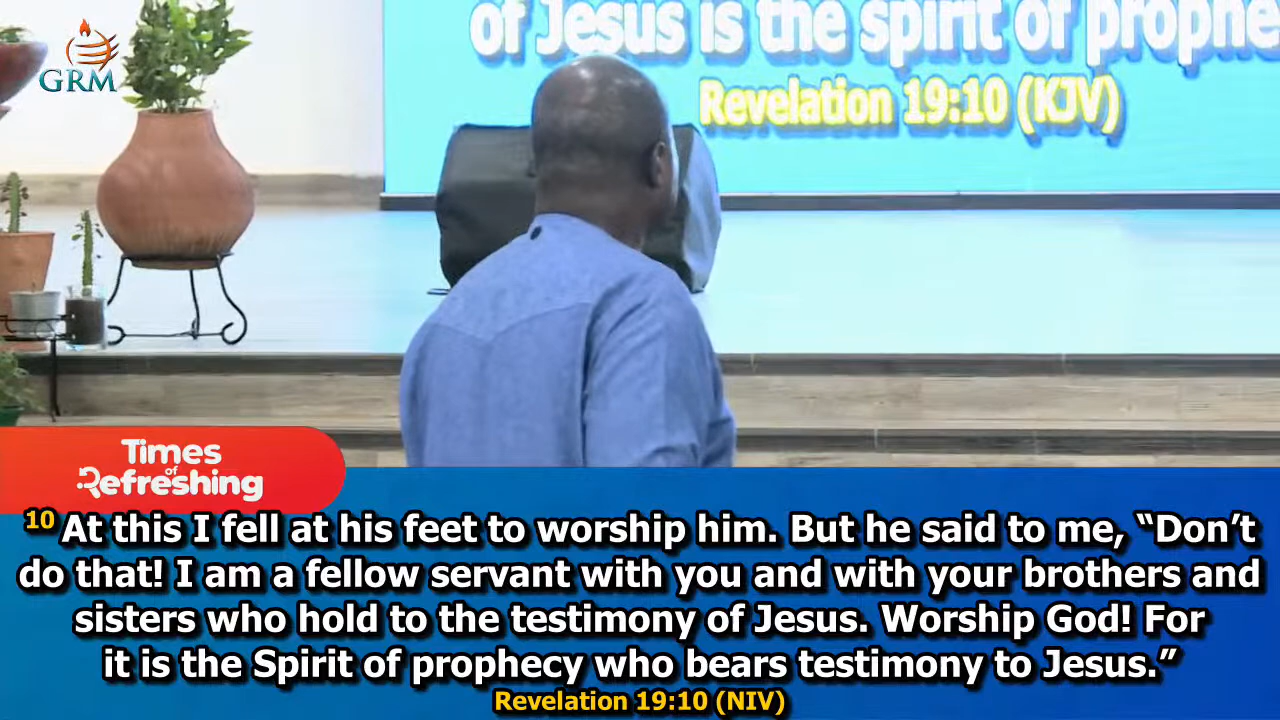 of Jesus is the spirit of prophe
Revelation 19:10 (KJV)
GRM
Times
of
Refreshing
10 At this I fell at his feet to worship him. But he said to me, “Don’t
do that! I am a fellow servant with you and with your brothers and
sisters who hold to the testimony of Jesus. Worship God! For
it is the Spirit of prophecy who bears testimony to Jesus.”
Revelation 19:10 (NIV)